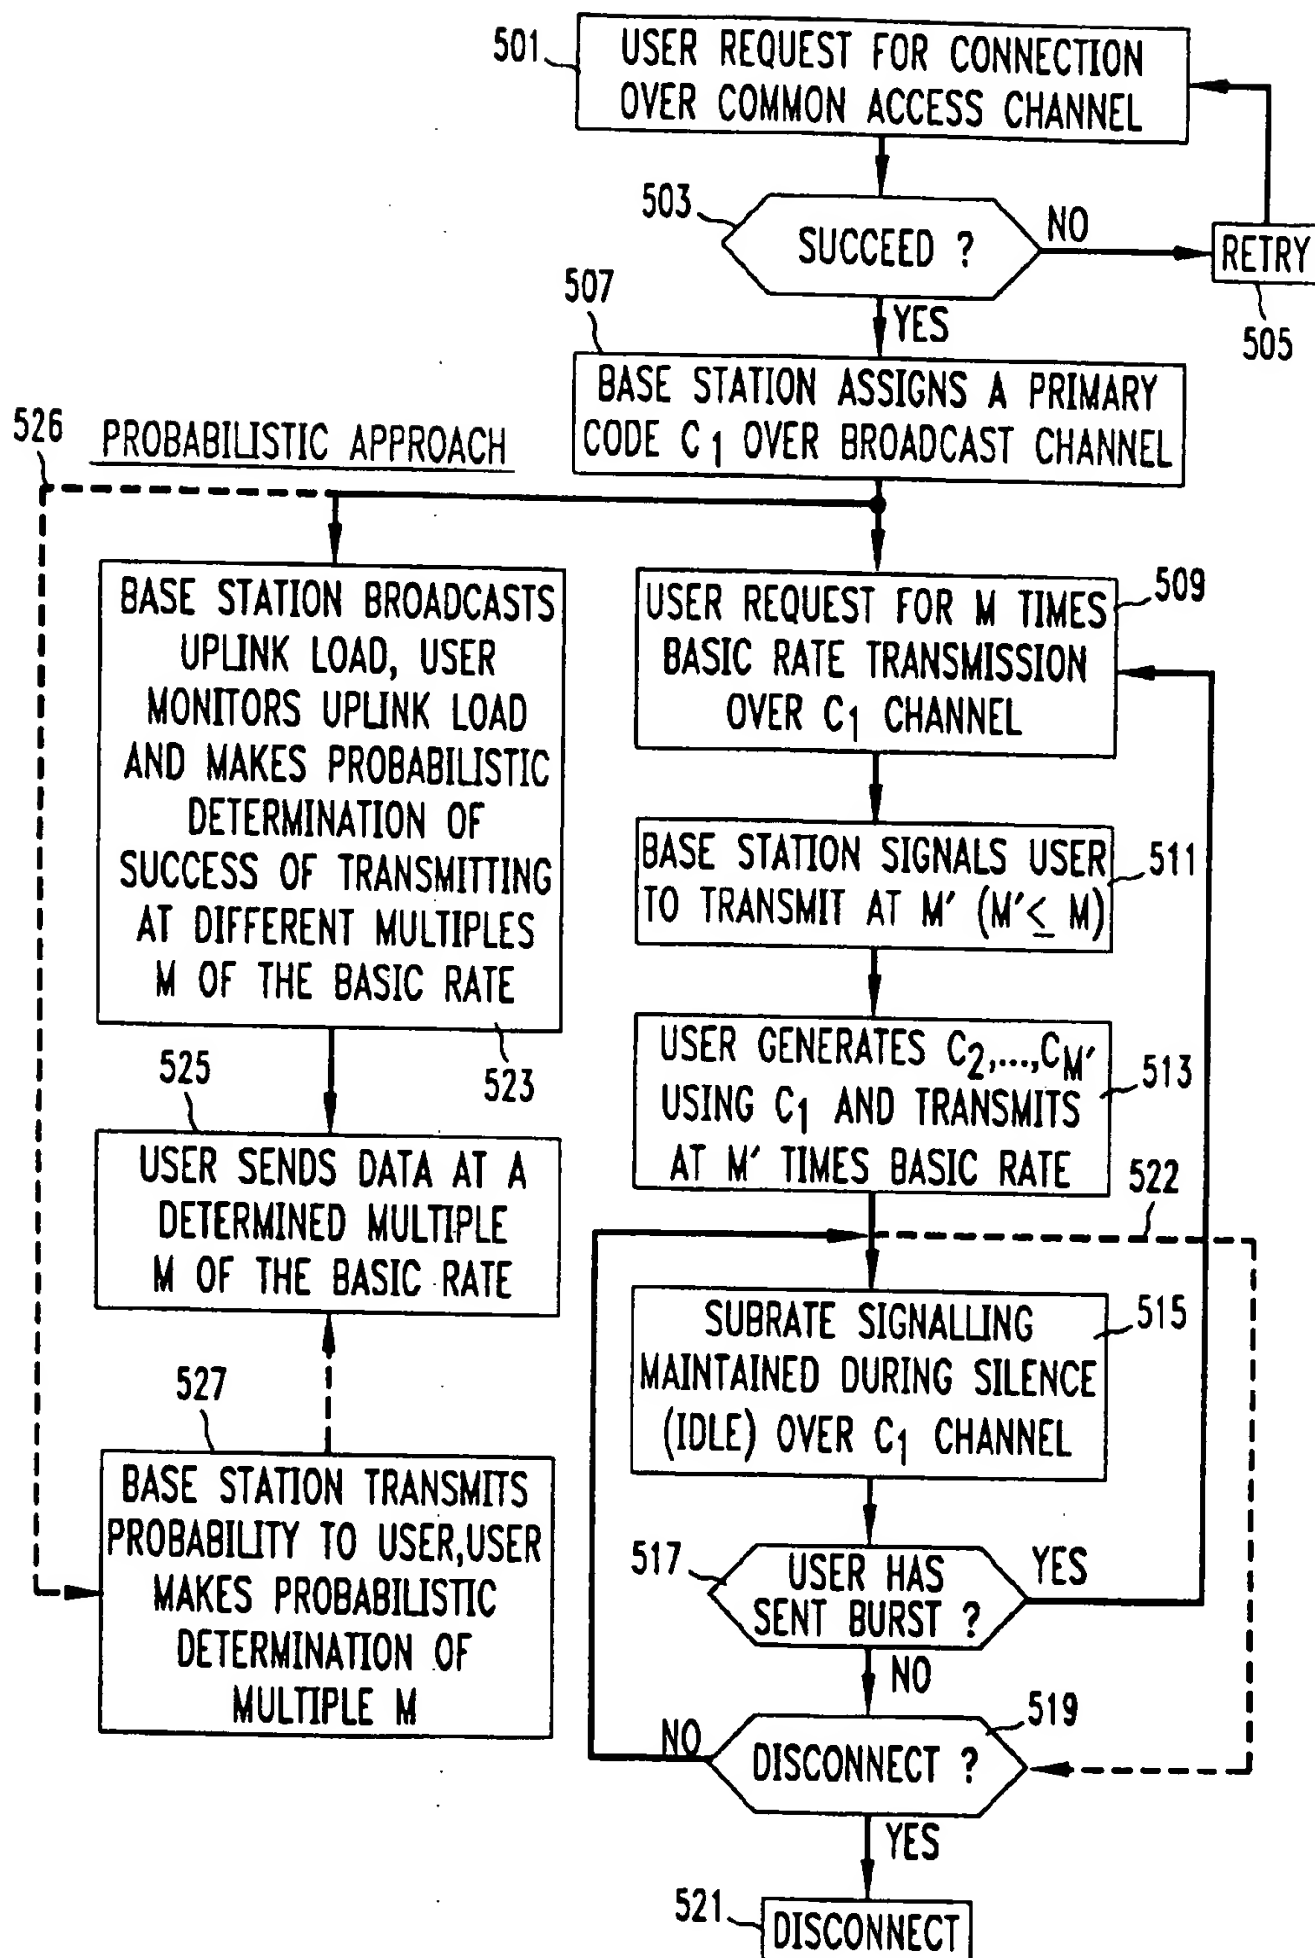 501
USER REQUEST FOR CONNECTION
OVER COMMON ACCESS CHANNEL
503
SUCCEED ?
NO
RETRY
505
YES
507
BASE STATION ASSIGNS A PRIMARY
CODE C1 OVER BROADCAST CHANNEL
526
PROBABILISTIC APPROACH
BASE STATION BROADCASTS
UPLINK LOAD, USER
MONITORS UPLINK LOAD
AND MAKES PROBABILISTIC
DETERMINATION OF
SUCCESS OF TRANSMITTING
AT DIFFERENT MULTIPLES
M OF THE BASIC RATE
523
525
USER SENDS DATA AT A
DETERMINED MULTIPLE
M OF THE BASIC RATE
527
BASE STATION TRANSMITS
PROBABILITY TO USER,USER
MAKES PROBABILISTIC
DETERMINATION OF
MULTIPLE M
USER REQUEST FOR M TIMES
BASIC RATE TRANSMISSION
OVER C1 CHANNEL
509
BASE STATION SIGNALS USER
TO TRANSMIT AT M′ (M′≤ M)
511
USER GENERATES C2,...,CM′
USING C1 AND TRANSMITS
AT M′ TIMES BASIC RATE
513
522
SUBRATE SIGNALLING
MAINTAINED DURING SILENCE
(IDLE) OVER C1 CHANNEL
515
517
USER HAS
SENT BURST ?
YES
NO
519
DISCONNECT ?
NO
YES
521
DISCONNECT